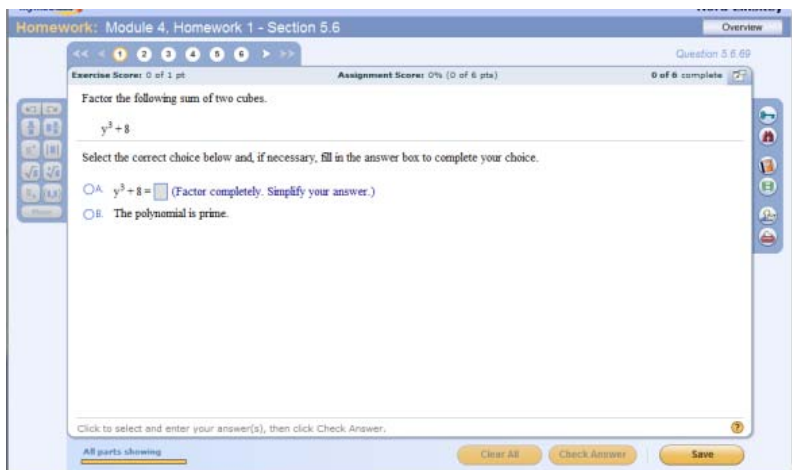 Homework: Module 4, Homework 1 - Section 5.6
Overview
<< < 1 2 3 4 5 6 > >>
Question 5.6.69
Exercise Score: 0 of 1 pt
Assignment Score: 0% (0 of 6 pts)
0 of 6 complete
Factor the following sum of two cubes.
y³ + 8
Select the correct choice below and, if necessary, fill in the answer box to complete your choice.
A. y³ + 8 = (Factor completely. Simplify your answer.)
B. The polynomial is prime.
Click to select and enter your answer(s), then click Check Answer.
All parts showing
Clear All
Check Answer
Save